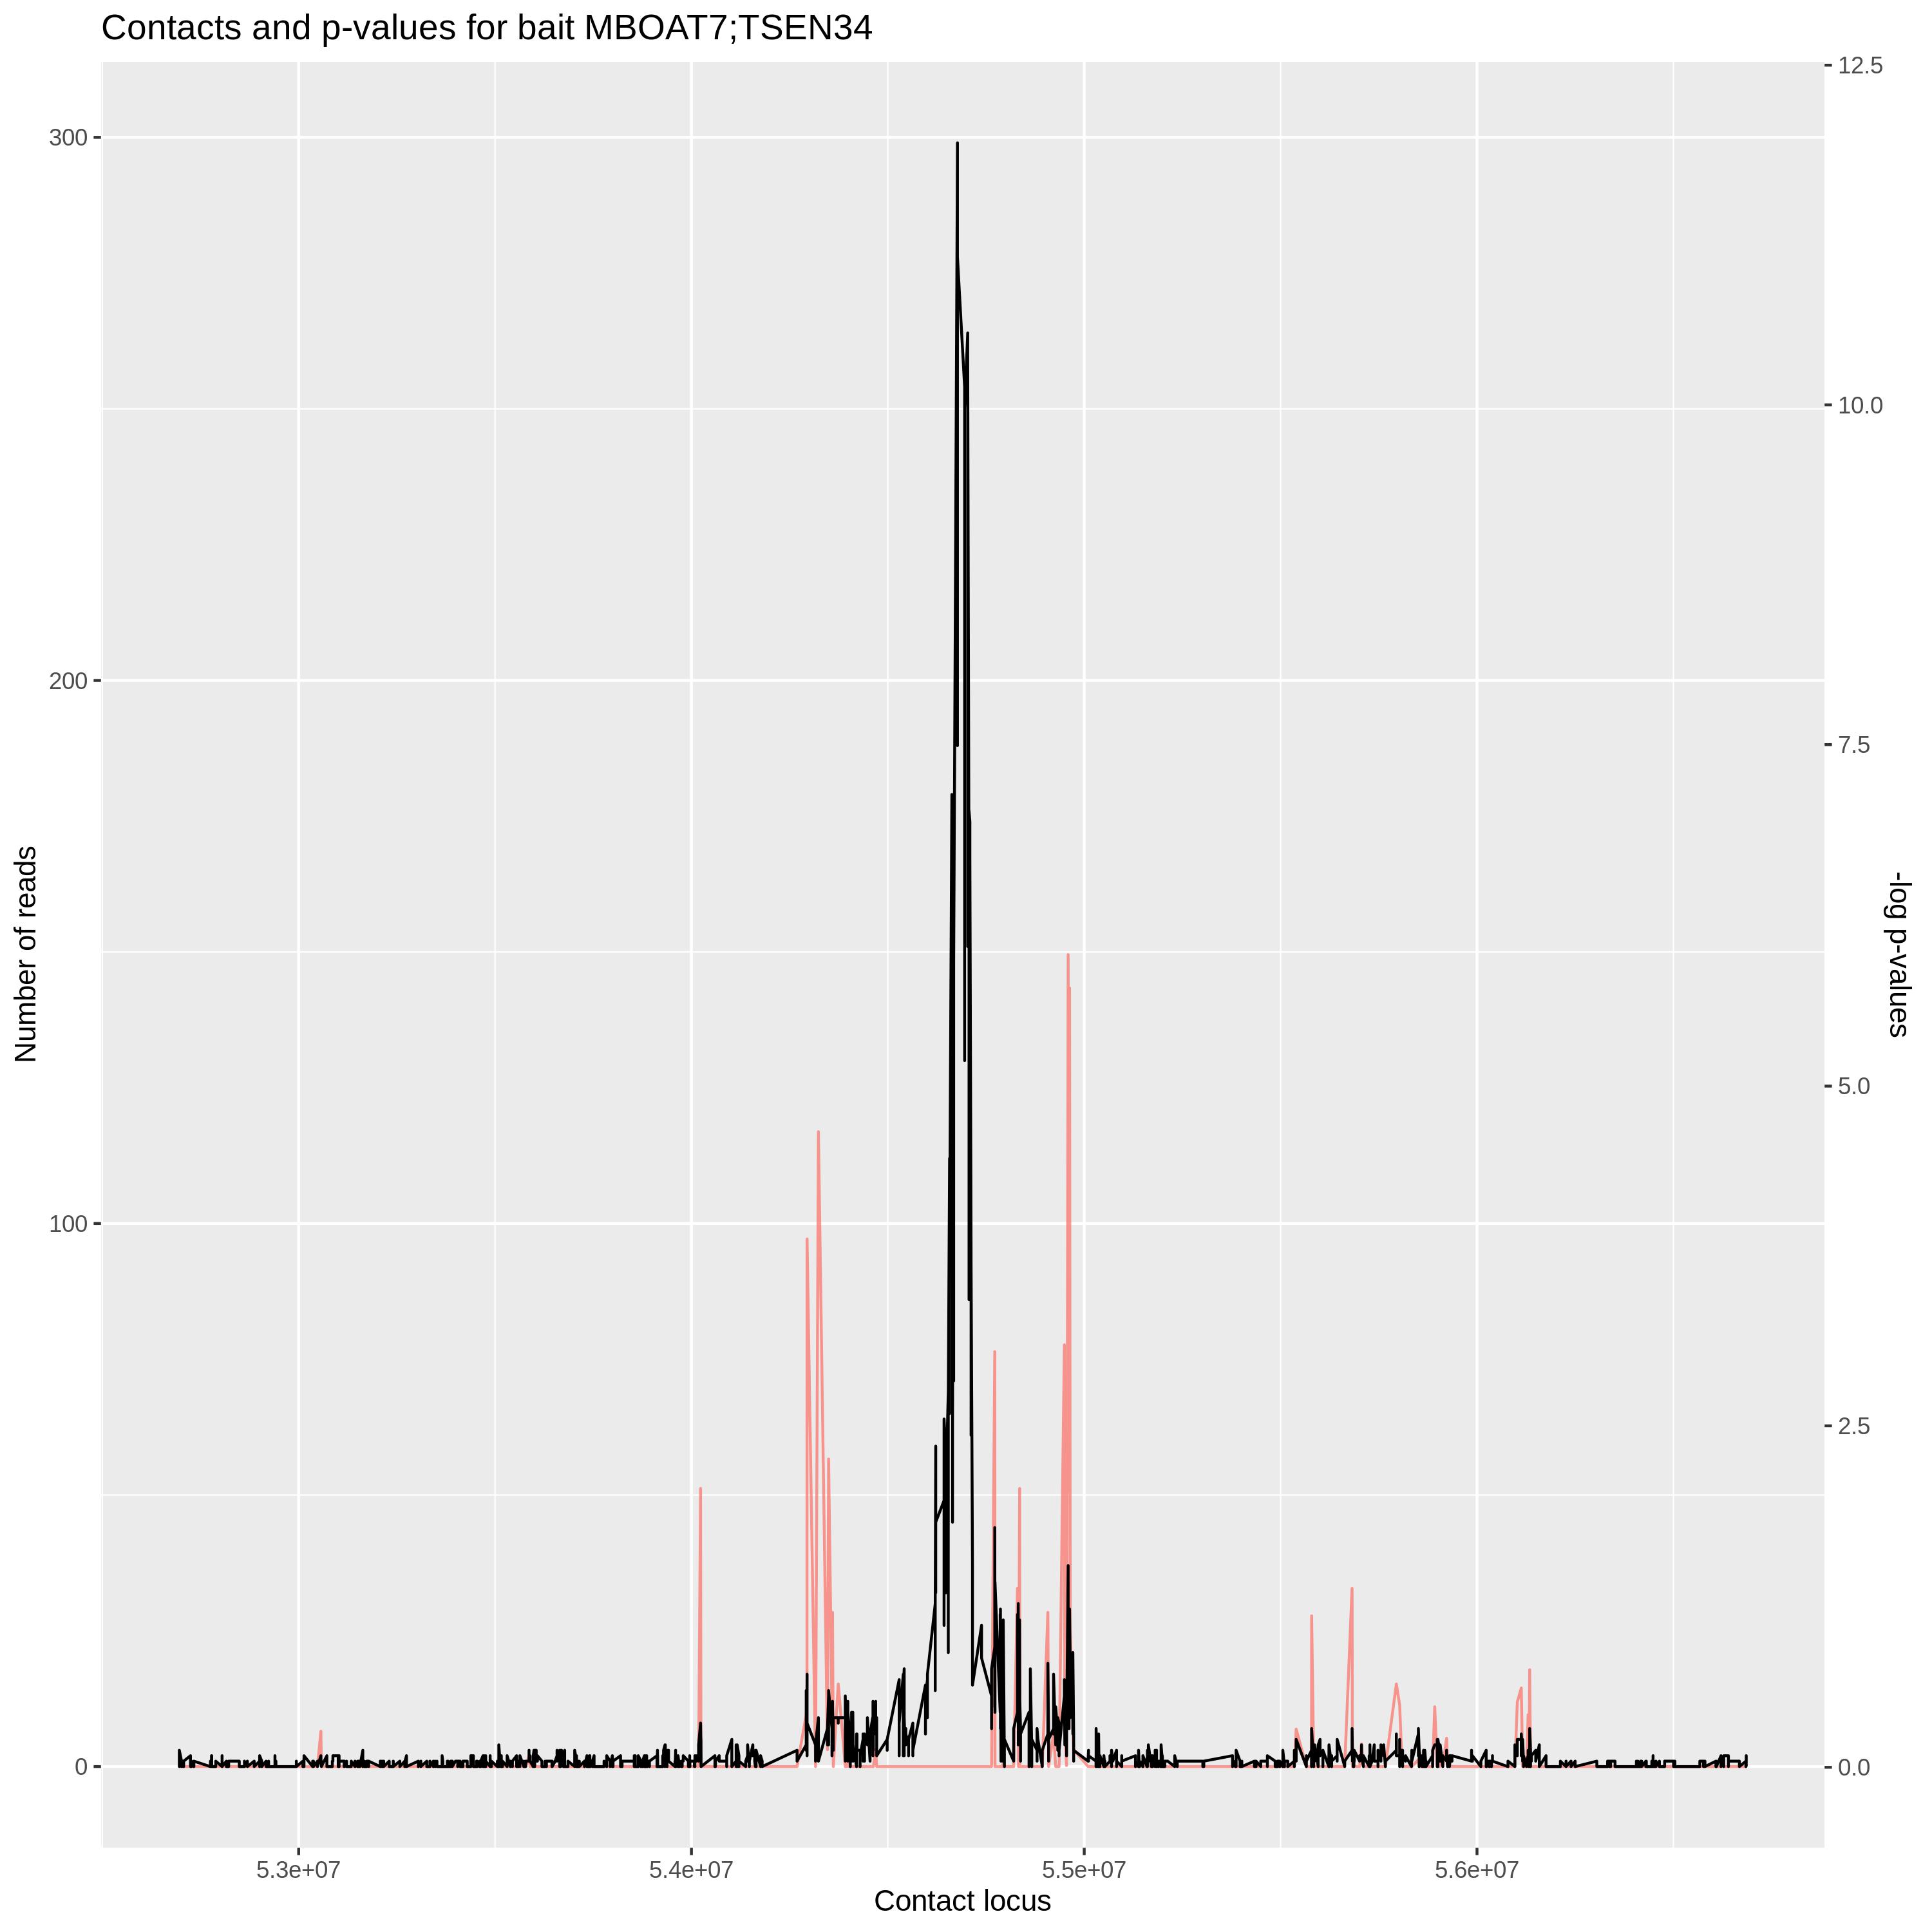 Contacts and p-values for bait MBOAT7;TSEN34
12.5
300
10.0
200
7.5
Number of reads
-log p-values
5.0
100
2.5
0
0.0
5.3e+07
5.4e+07
5.5e+07
5.6e+07
Contact locus